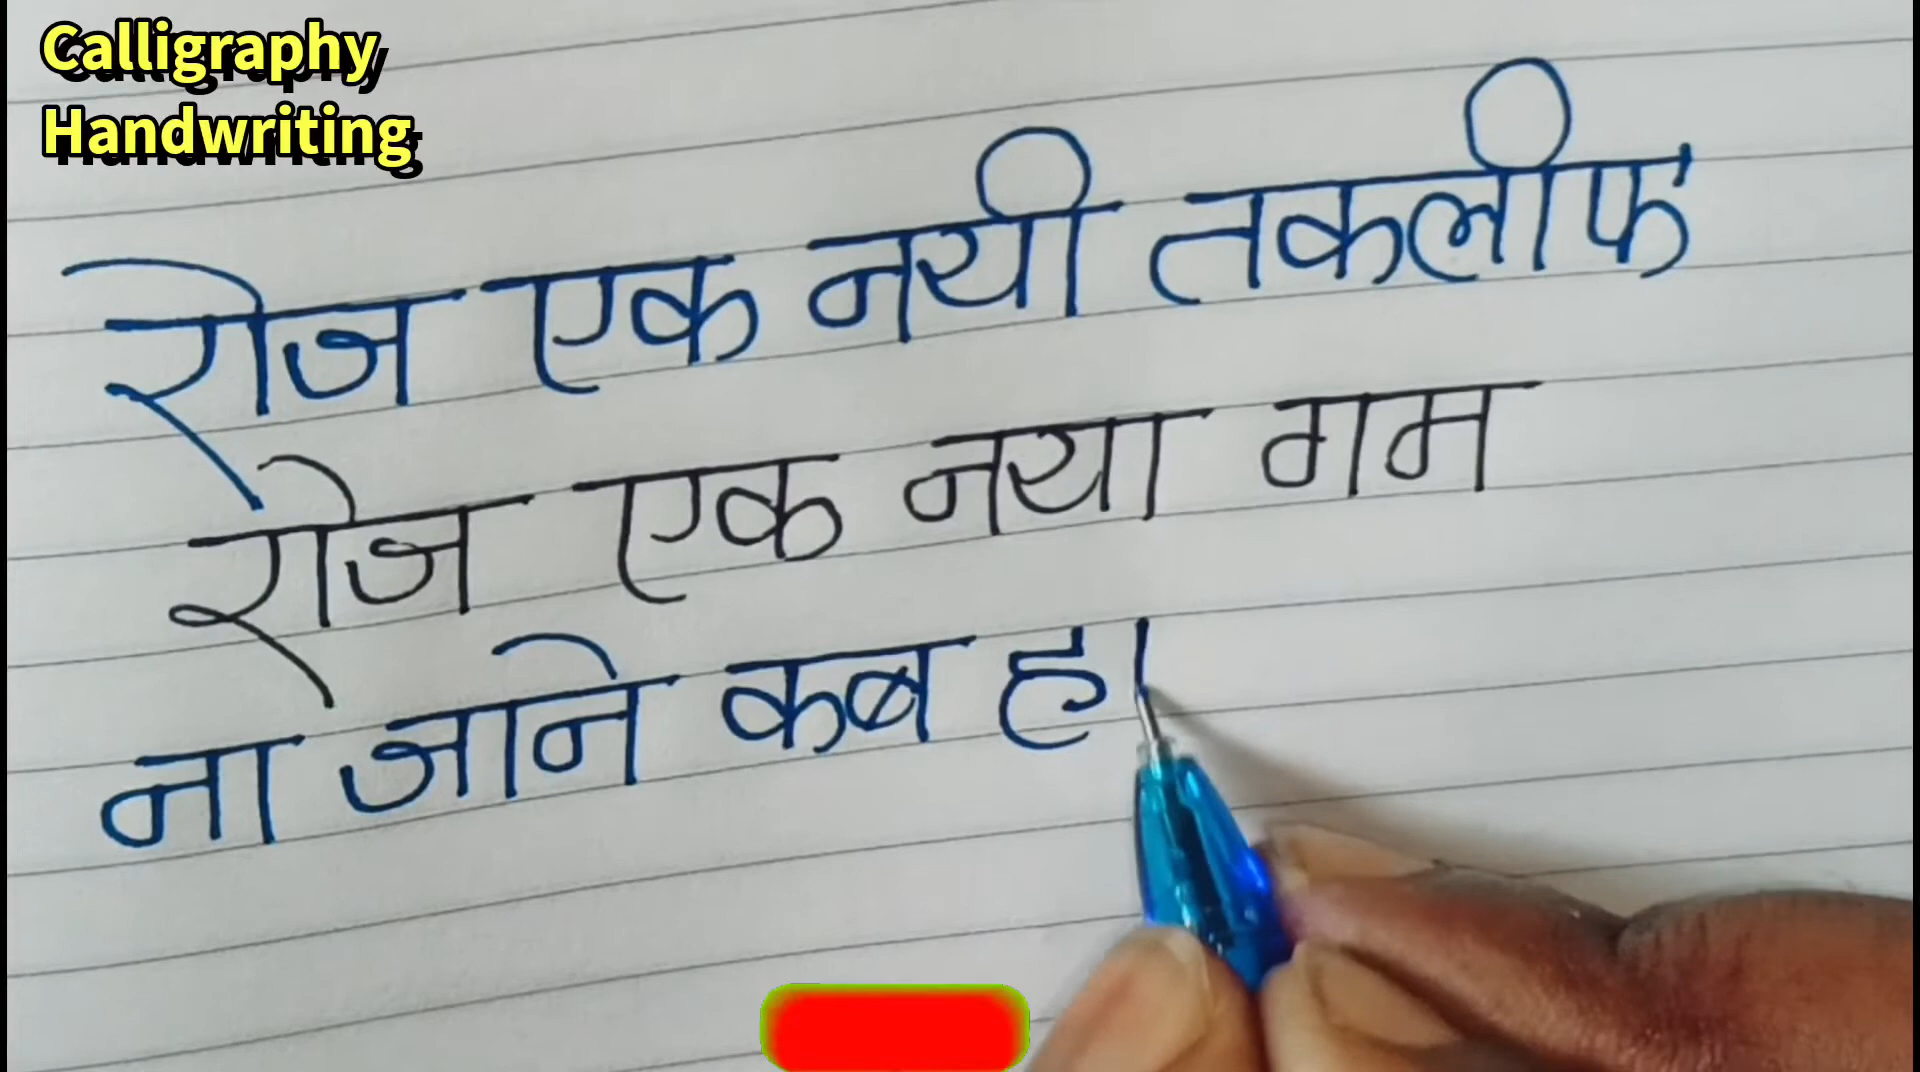 Calligraphy
Handwriting
रोज एक नयी तकलीफ
रोज एक नया गम
ना जाने कब हा